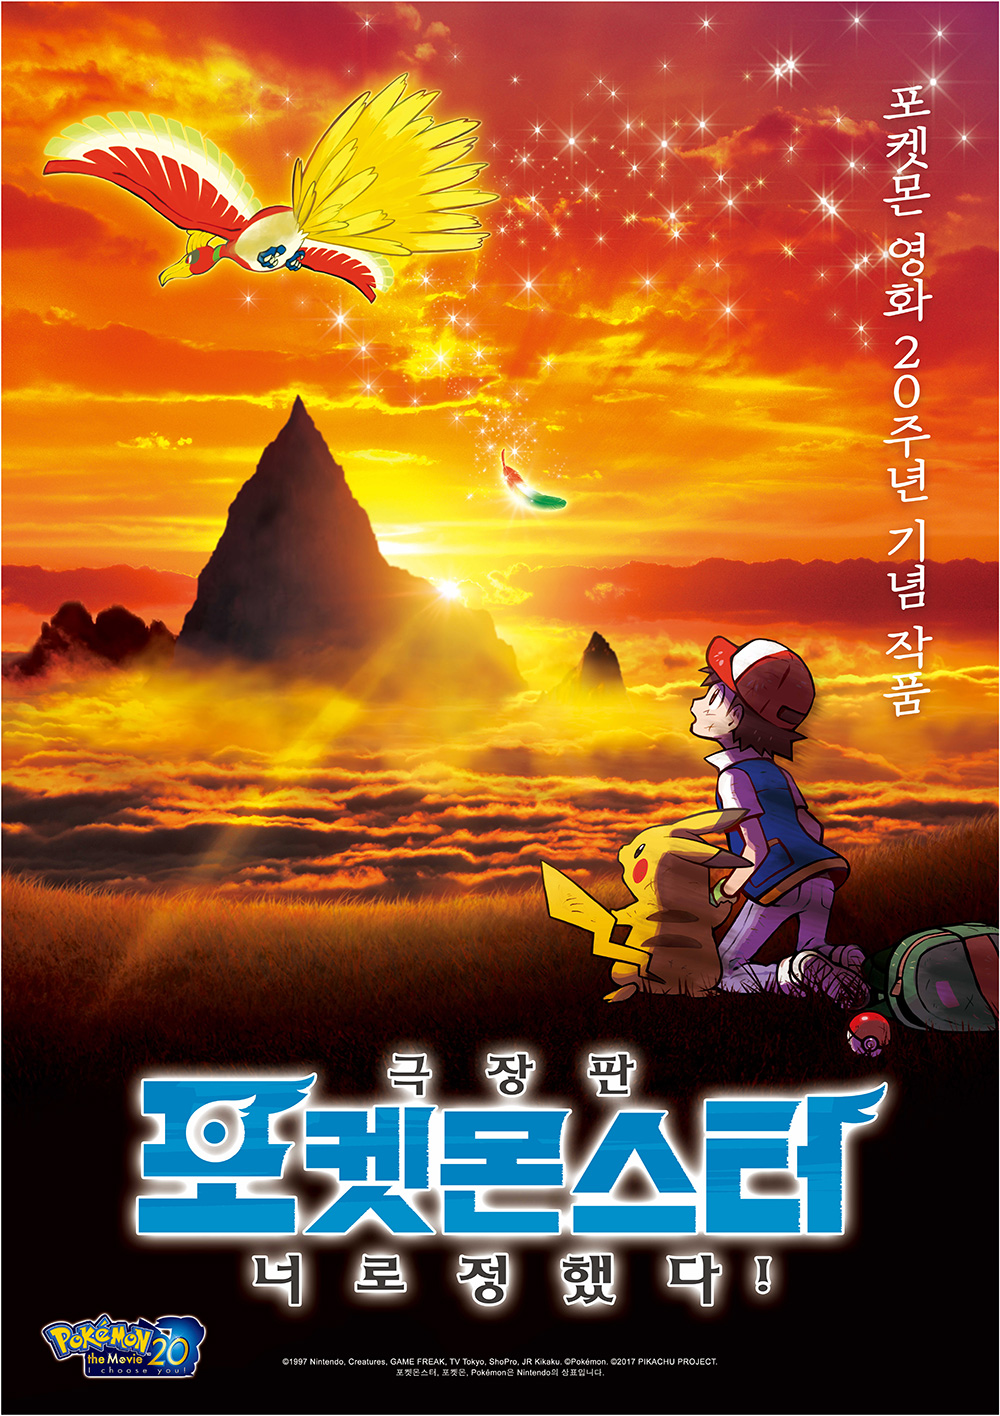 포켓몬 영화 20주년 기념 작품
극장판
포켓몬스터
너로정했다!
POKéMON
the Movie 20
I choose you!
©1997 Nintendo, Creatures, GAME FREAK, TV Tokyo, ShoPro, JR Kikaku. ©Pokémon. ©2017 PIKACHU PROJECT.
포켓몬스터, 포켓몬, Pokémon은 Nintendo의 상표입니다.